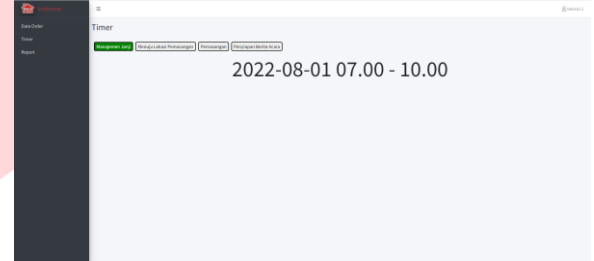 Data Order
Timer
Report
Timer
Manajemen Janji
Menuju Lokasi Pemasangan
Pemasangan
Penyiapan Berita Acara
2022-08-01 07.00 - 10.00